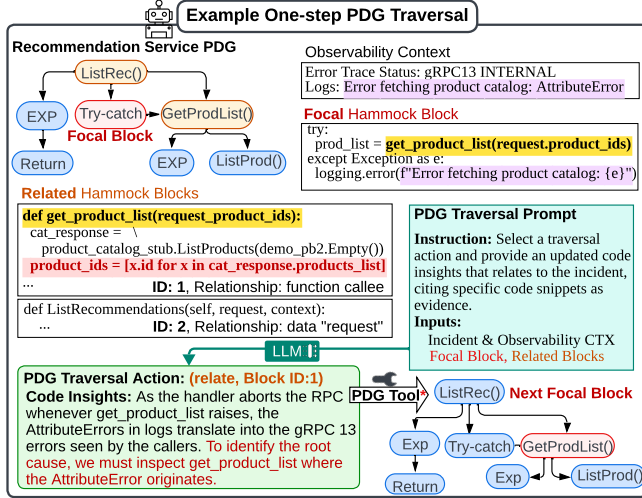 Example One-step PDG Traversal
Recommendation Service PDG
ListRec()
EXP
Try-catch
GetProdList()
Focal Block
Return
EXP
ListProd()
Observability Context
Error Trace Status: gRPC13 INTERNAL
Logs: Error fetching product catalog: AttributeError
Focal Hammock Block
try:
prod_list = get_product_list(request.product_ids)
except Exception as e:
logging.error(f"Error fetching product catalog: {e}")
Related Hammock Blocks
def get_product_list(request_product_ids):
cat_response = \
product_catalog_stub.ListProducts(demo_pb2.Empty())
product_ids = [x.id for x in cat_response.products_list]
...
ID: 1, Relationship: function callee
def ListRecommendations(self, request, context):
... ID: 2, Relationship: data "request"
PDG Traversal Prompt
Instruction: Select a traversal
action and provide an updated code
insights that relates to the incident,
citing specific code snippets as
evidence.
Inputs:
Incident & Observability CTX
Focal Block, Related Blocks
LLM
PDG Traversal Action: (relate, Block ID:1)
Code Insights: As the handler aborts the RPC
whenever get_product_list raises, the
AttributeErrors in logs translate into the gRPC 13
errors seen by the callers. To identify the root
cause, we must inspect get_product_list where
the AttributeError originates.
PDG Tool*
ListRec()
Next Focal Block
Exp
Try-catch
GetProdList()
Return
Exp
ListProd()